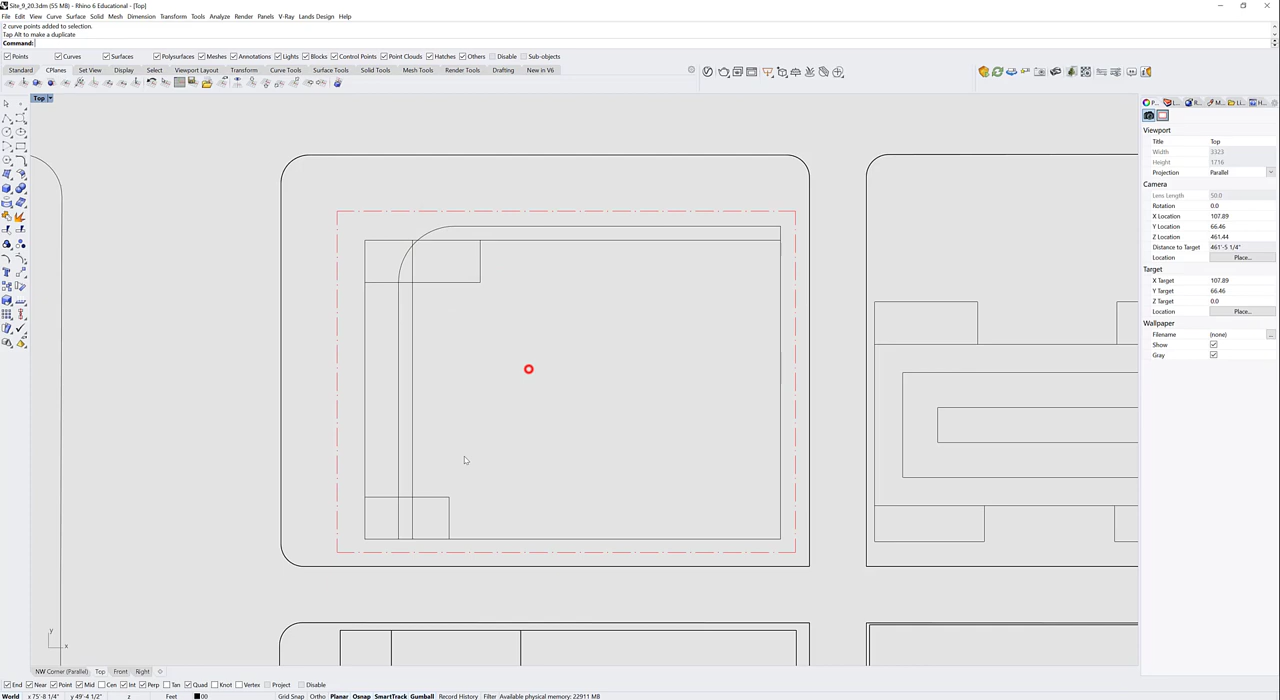 Site_9_20.3dm (55 MB) - Rhino 6 Educational - [Top]
File Edit View Curve Surface Solid Mesh Dimension Transform Tools Analyze Render Panels V-Ray Lands Design Help
2 curve points added to selection.
Tap Alt to make a duplicate
Command:
Points Curves Surfaces Polysurfaces Meshes Annotations Lights Blocks Control Points Point Clouds Hatches Others Disable Sub-objects
Standard CPlanes Set View Display Select Viewport Layout Transform Curve Tools Surface Tools Solid Tools Mesh Tools Render Tools Drafting New in V6
Top
P... L... R... M... Li... H...
Viewport
Title Top
Width 3323
Height 1716
Projection Parallel
Camera
Lens Length 50.0
Rotation 0.0
X Location 107.89
Y Location 66.46
Z Location 461.44
Distance to Target 461'-5 1/4"
Location Place...
Target
X Target 107.89
Y Target 66.46
Z Target 0.0
Location Place...
Wallpaper
Filename (none) ...
Show
Gray
y
x
NW Corner (Parallel) Top Front Right
End Near Point Mid Cen Int Perp Tan Quad Knot Vertex Project Disable
World x 75'-8 1/4" y 49'-4 1/2" z Feet 00 Grid Snap Ortho Planar Osnap SmartTrack Gumball Record History Filter Available physical memory: 22911 MB